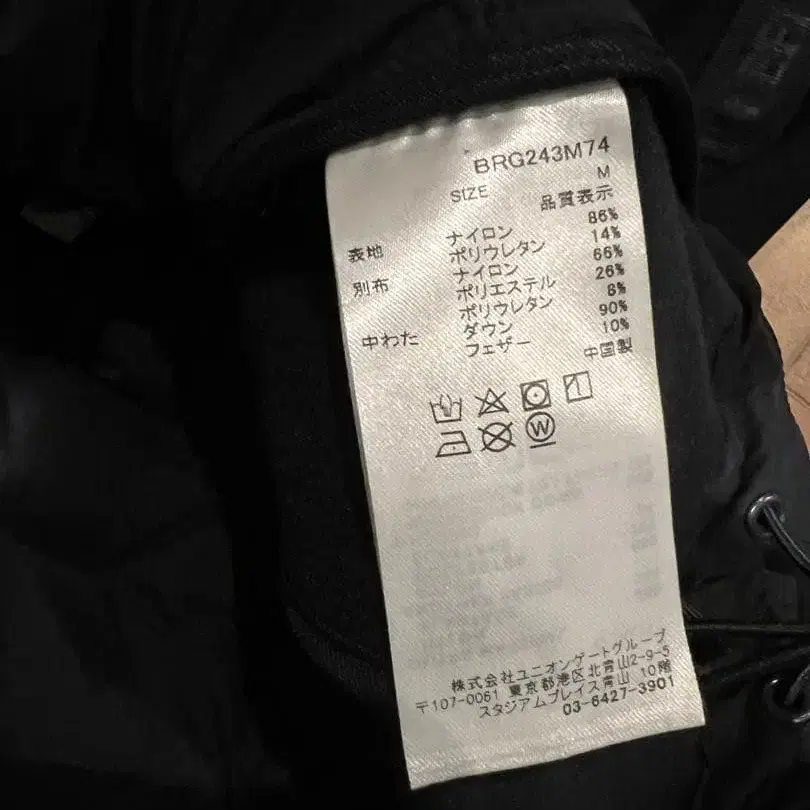 BRG243M74
SIZE M
品質表示
表地 ナイロン 86%
ポリウレタン 14%
別布 ナイロン 66%
ポリエステル 26%
ポリウレタン 8%
中わた ダウン 90%
フェザー 10%
中国製
W
株式会社ユニオンゲートグループ
〒107-0061 東京都港区北青山2-9-5
スタジアムプレイス青山 10階
03-6427-3901